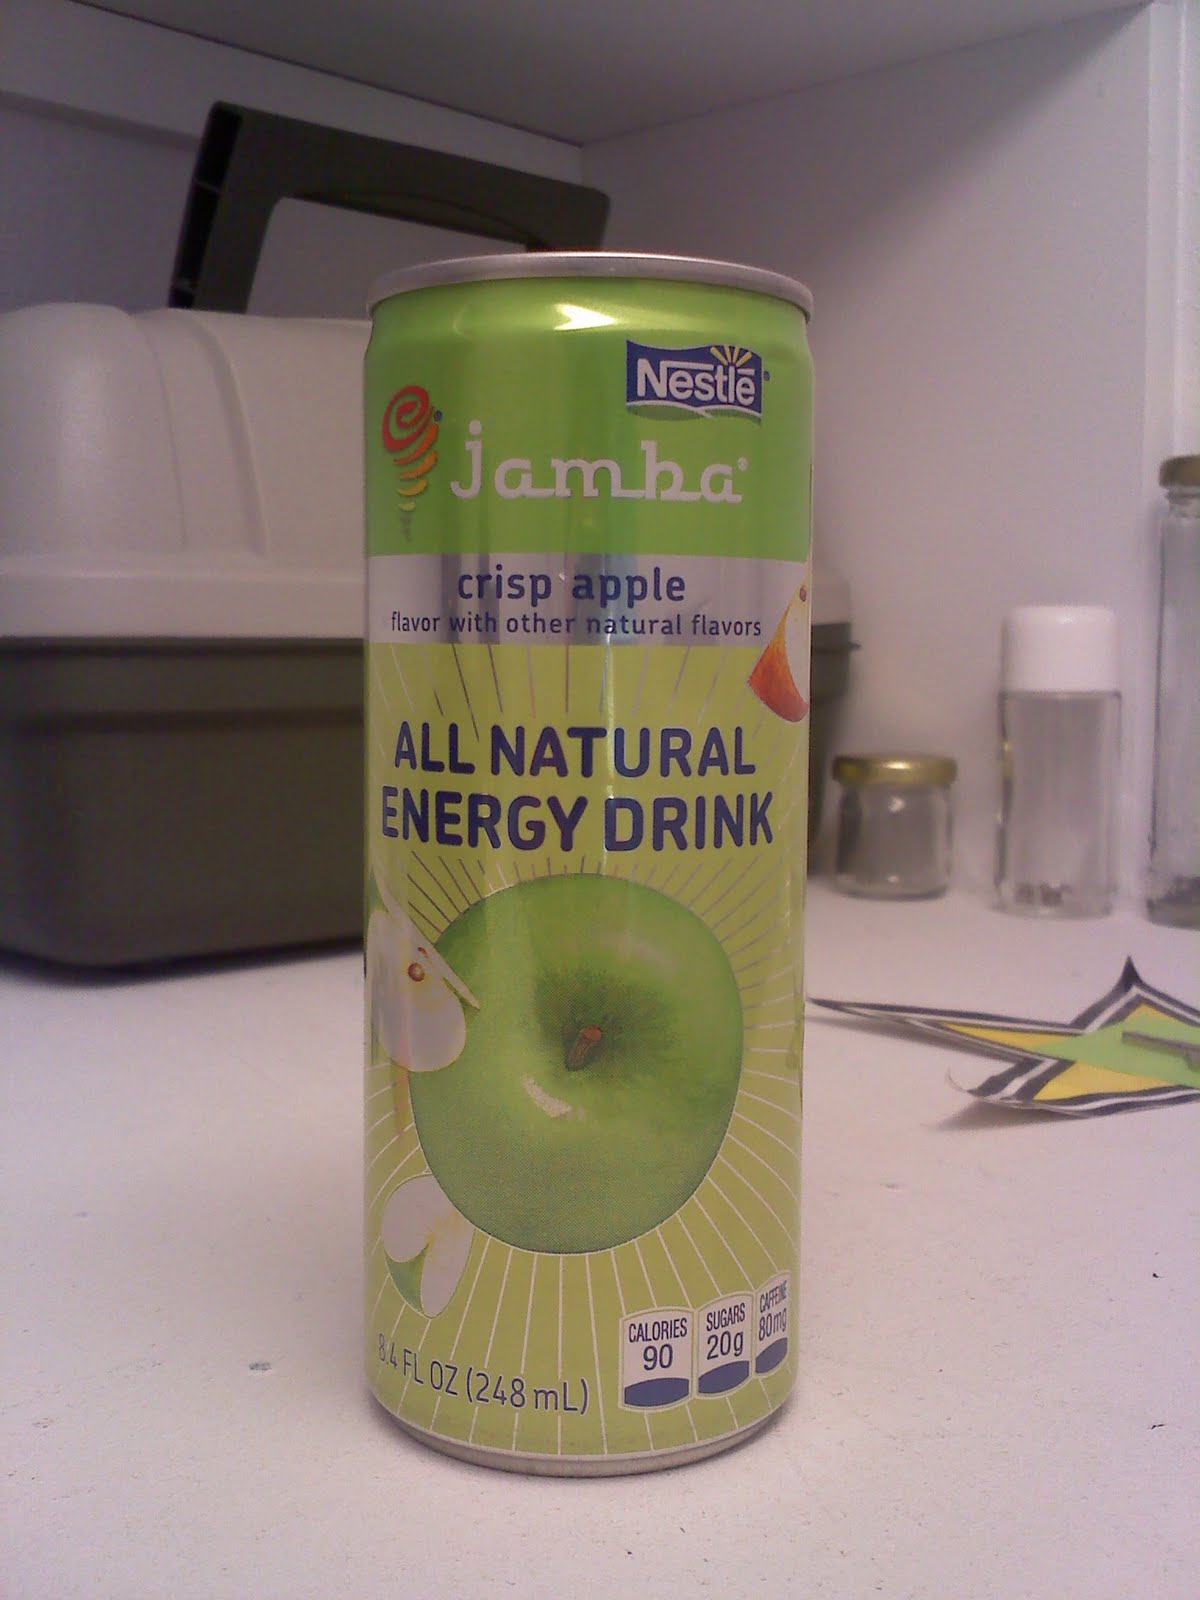 Nestlé
jamba
crisp apple
flavor with other natural flavors
ALL NATURAL
ENERGY DRINK
CALORIES
90
SUGARS
20g
CAFFEINE
80mg
8.4 FL OZ (248 mL)